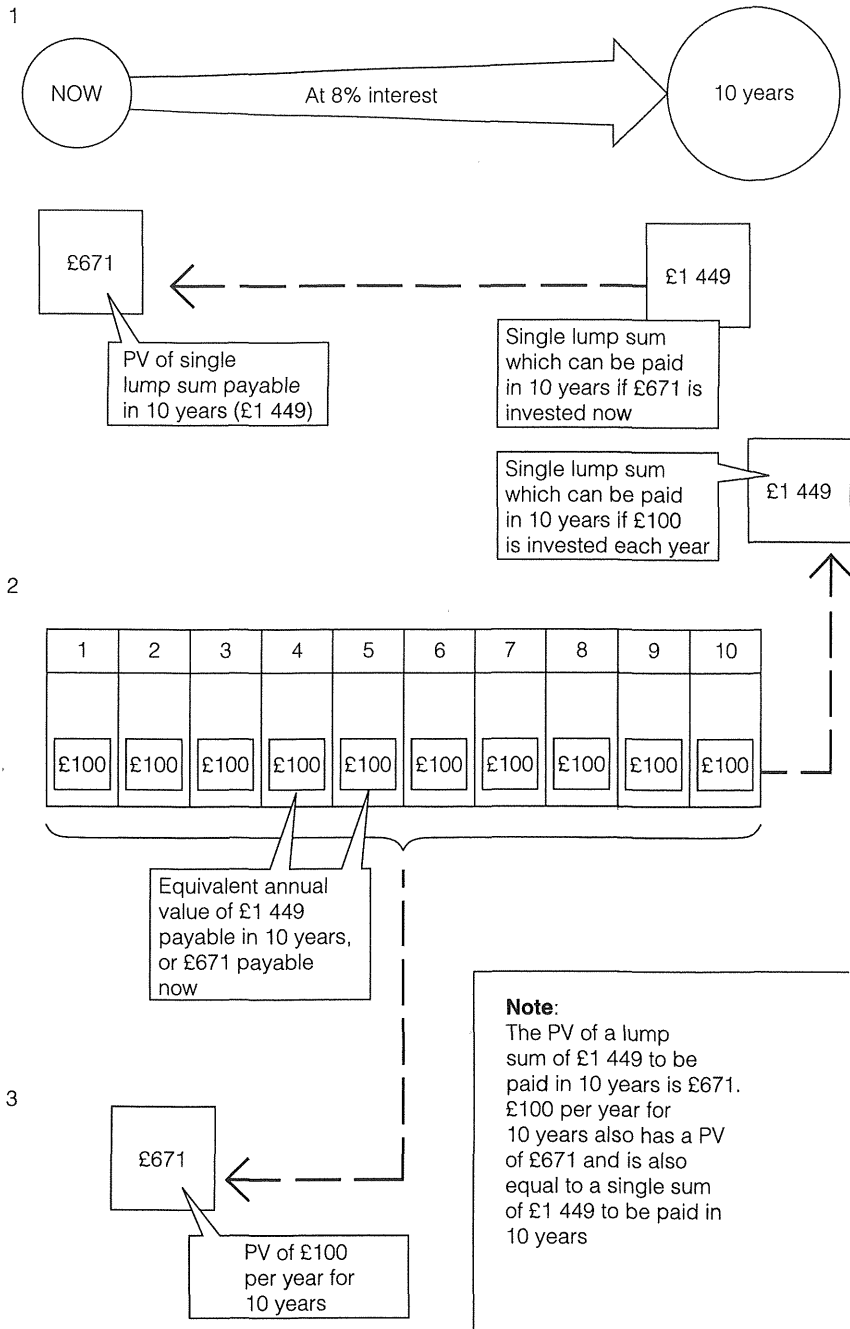 1
NOW
At 8% interest
10 years
£671
£1 449
PV of single
lump sum payable
in 10 years (£1 449)
Single lump sum
which can be paid
in 10 years if £671 is
invested now
Single lump sum
which can be paid
in 10 years if £100
is invested each year
£1 449
2
1 2 3 4 5 6 7 8 9 10
£100 £100 £100 £100 £100 £100 £100 £100 £100 £100
Equivalent annual
value of £1 449
payable in 10 years,
or £671 payable
now
3
£671
PV of £100
per year for
10 years
Note:
The PV of a lump
sum of £1 449 to be
paid in 10 years is £671.
£100 per year for
10 years also has a PV
of £671 and is also
equal to a single sum
of £1 449 to be paid in
10 years